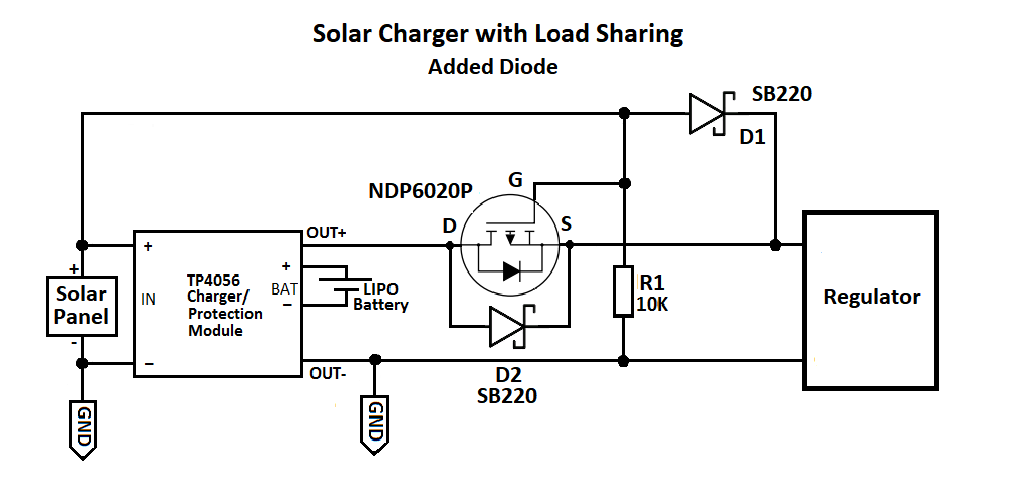 Solar Charger with Load Sharing
Added Diode
SB220
D1
G
NDP6020P
D
S
OUT+
+
+
+
TP4056
Charger/
Protection
Module
IN
BAT
−
LIPO
Battery
Solar
Panel
-
−
OUT-
R1
10K
Regulator
D2
SB220
GND
GND